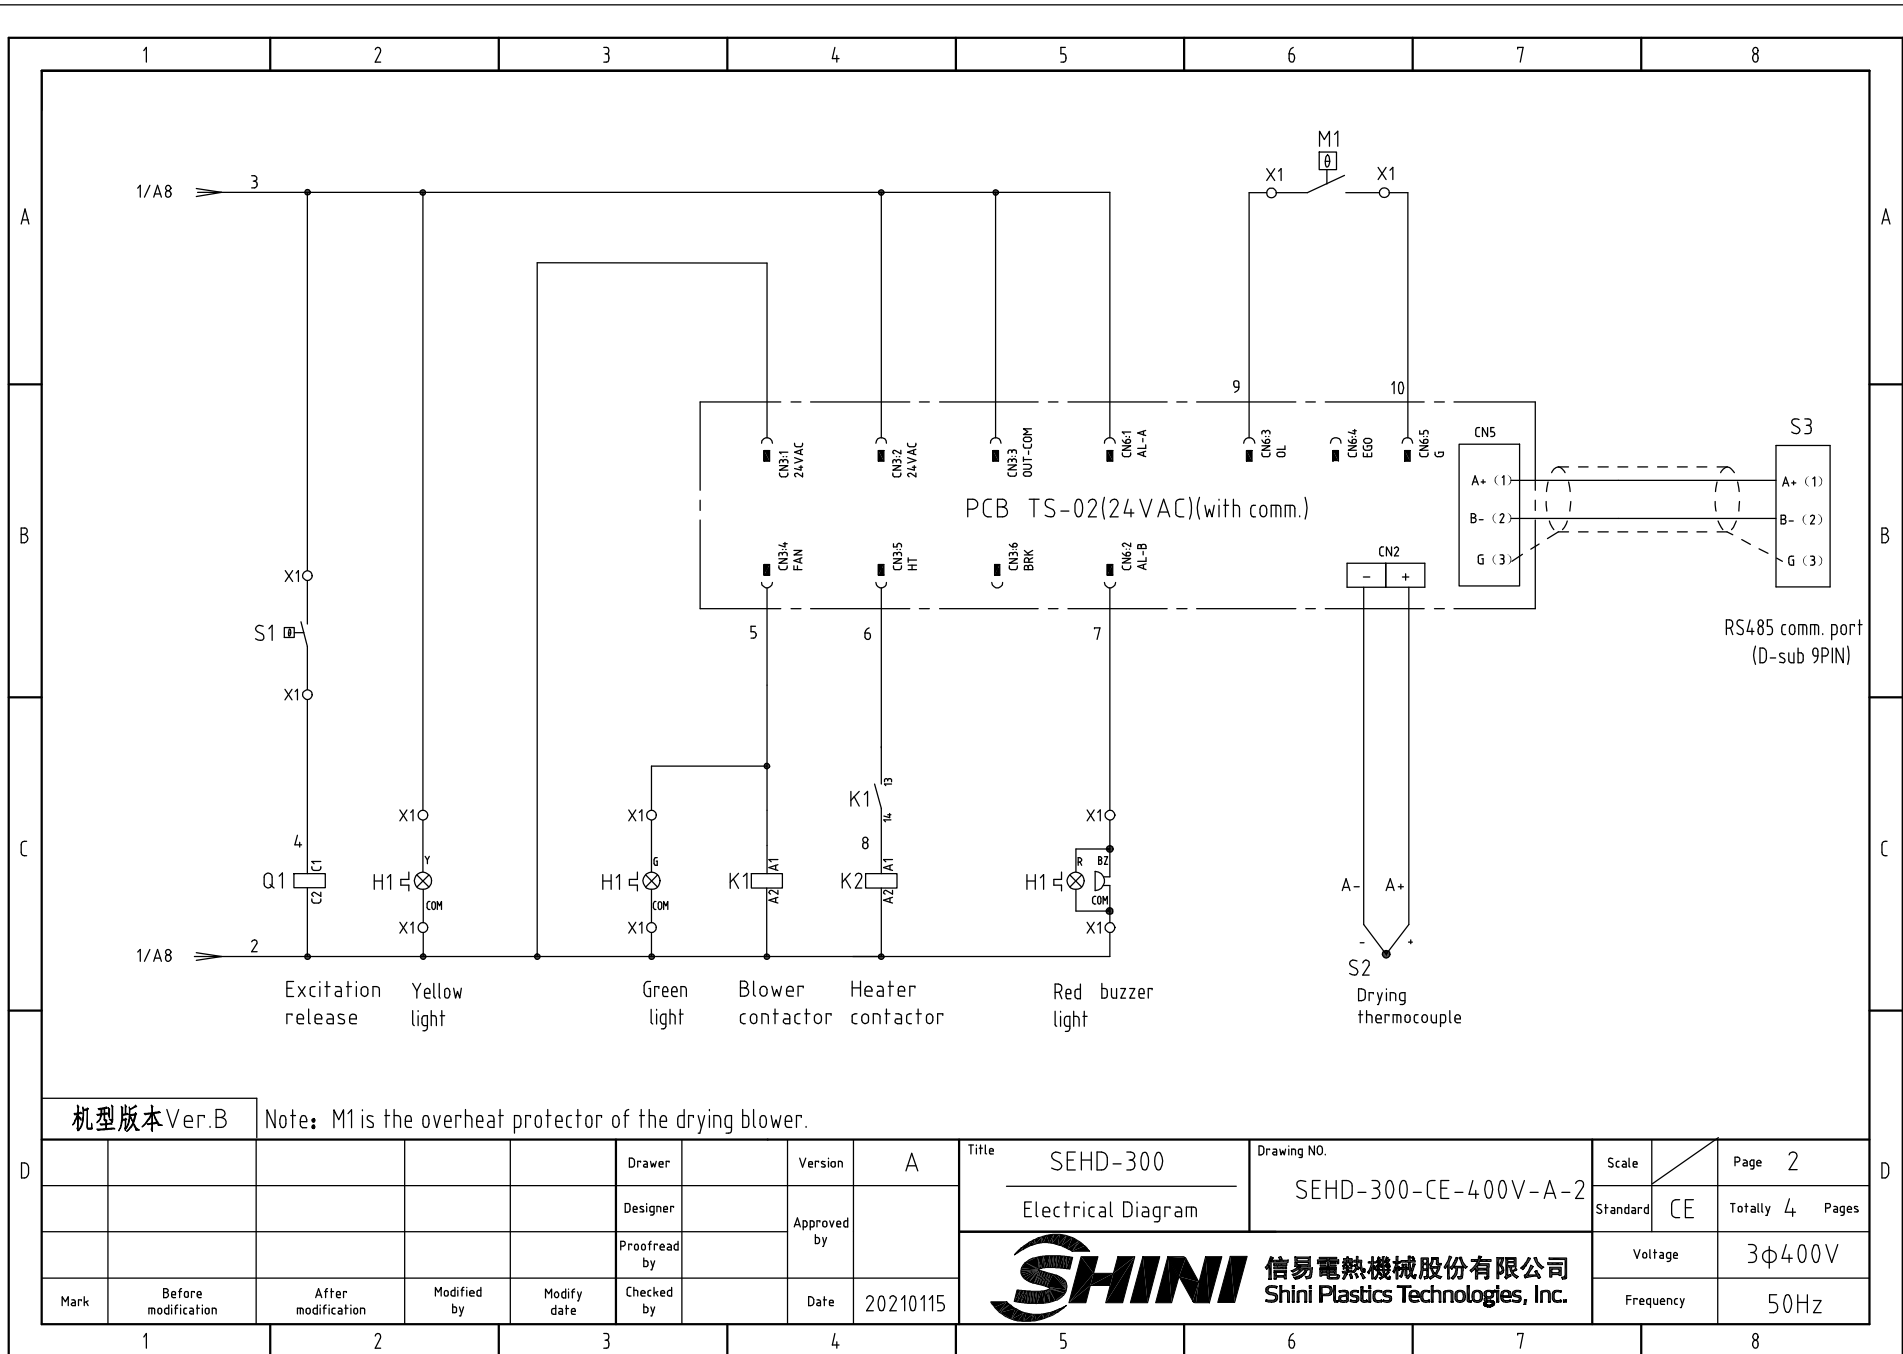 1 2 3 4 5 6 7 8
M1
X1 X1
1/A8 3
A A
9 10
S3
CN5
CN3:1
24VAC
CN3:2
24VAC
CN3:3
OUT-COM
CN6:1
AL-A
CN6:3
OL
CN6:4
EGO
CN6:5
G
A+ (1) A+ (1)
PCB TS-02(24VAC)(with comm.)
B- (2) B- (2)
B B
CN3:4
FAN
CN3:5
HT
CN3:6
BRK
CN6:2
AL-B
CN2
G (3) G (3)
- +
X1
S1 θ
5 6 7
RS485 comm. port
(D-sub 9PIN)
X1
13
K1
14
X1 X1 X1
4 8
C C
C1 Y G A1 A1 R BZ
Q1 H1 H1 K1 K2 H1
C2 COM COM A2 A2 COM
A- A+
X1 X1 X1
- +
1/A8 2
S2
Excitation
release
Yellow
light
Green
light
Blower
contactor
Heater
contactor
Red buzzer
light
Drying
thermocouple
机型版本Ver.B
Note: M1 is the overheat protector of the drying blower.
D D
Drawer
Version A
Designer
Approved
by
Proofread
by
Mark
Before
modification
After
modification
Modified
by
Modify
date
Checked
by
Date 20210115
Title SEHD-300
Electrical Diagram
Drawing NO.
SEHD-300-CE-400V-A-2
Scale
Page 2
Standard CE
Totally 4 Pages
Voltage 3ϕ400V
Frequency 50Hz
SHINI
信易電熱機械股份有限公司
Shini Plastics Technologies, Inc.
1 2 3 4 5 6 7 8